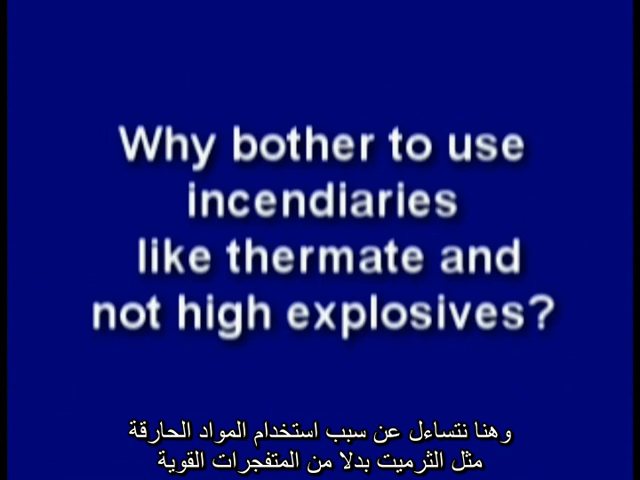 Why bother to use
incendiaries
like thermate and
not high explosives?
وهنا نتساءل عن سبب استخدام المواد الحارقة
مثل الثرميت بدلا من المتفجرات القوية